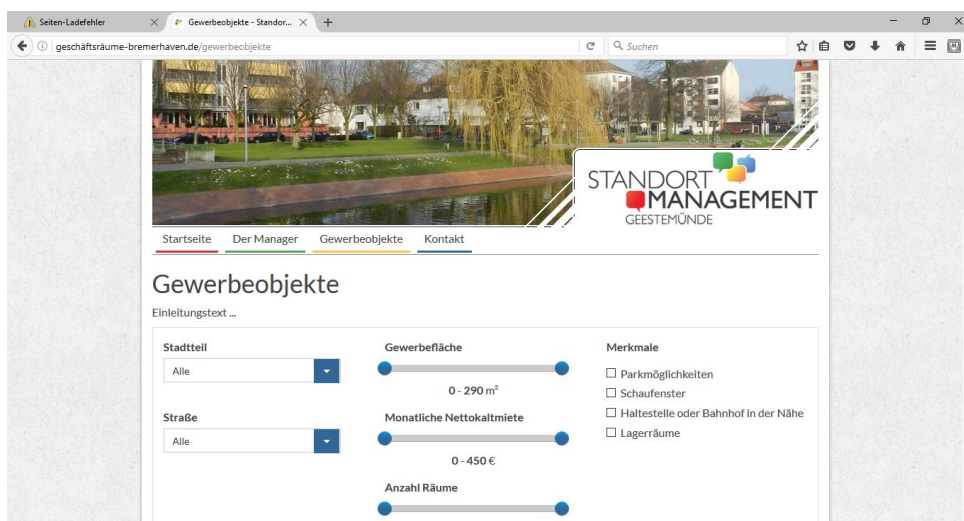 Seiten-Ladefehler
Gewerbeobjekte - Standor...
geschäftsräume-bremerhaven.de/gewerbeobjekte
Suchen
STANDORT
MANAGEMENT
GEESTEMÜNDE
Startseite Der Manager Gewerbeobjekte Kontakt
Gewerbeobjekte
Einleitungstext ...
Stadtteil
Alle
Straße
Alle
Gewerbefläche
0 - 290 m²
Monatliche Nettokaltmiete
0 - 450 €
Anzahl Räume
Merkmale
Parkmöglichkeiten
Schaufenster
Haltestelle oder Bahnhof in der Nähe
Lagerräume